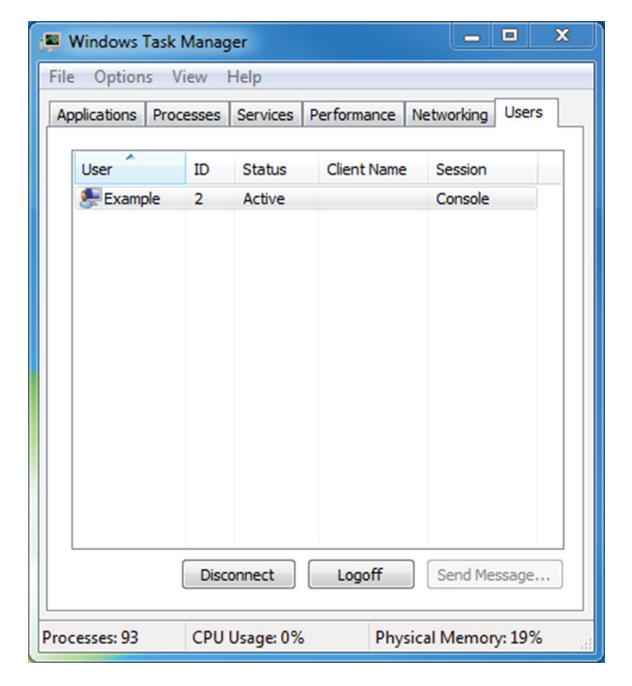 Windows Task Manager
File Options View Help
Applications Processes Services Performance Networking Users
User ID Status Client Name Session
Example 2 Active Console
Disconnect Logoff Send Message...
Processes: 93 CPU Usage: 0% Physical Memory: 19%